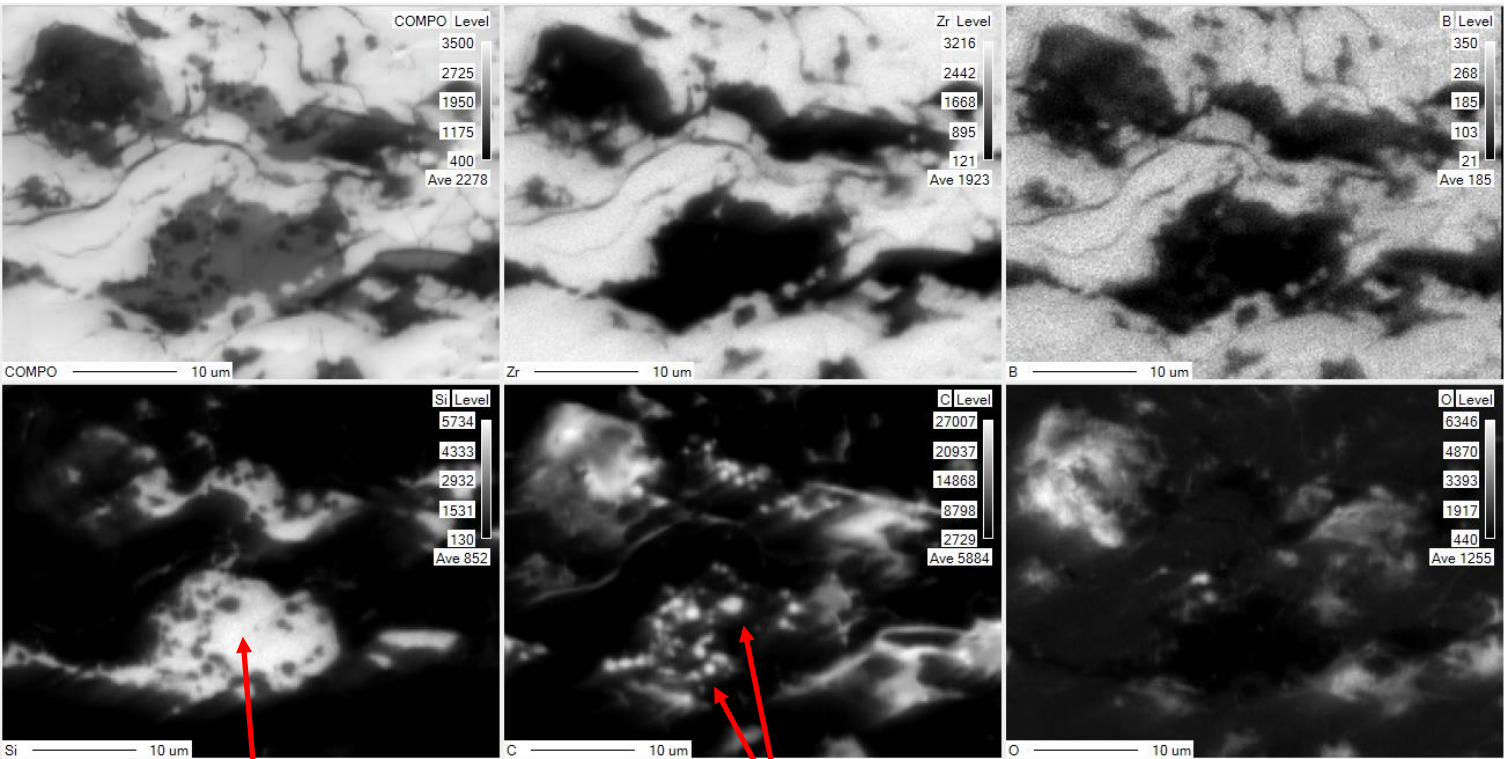 COMPO Level
3500
2725
1950
1175
400
Ave 2278
COMPO 10 um
Zr Level
3216
2442
1668
895
121
Ave 1923
Zr 10 um
B Level
350
268
185
103
21
Ave 185
B 10 um
Si Level
5734
4333
2932
1531
130
Ave 852
Si 10 um
C Level
27007
20937
14868
8798
2729
Ave 5884
C 10 um
O Level
6346
4870
3393
1917
440
Ave 1255
O 10 um